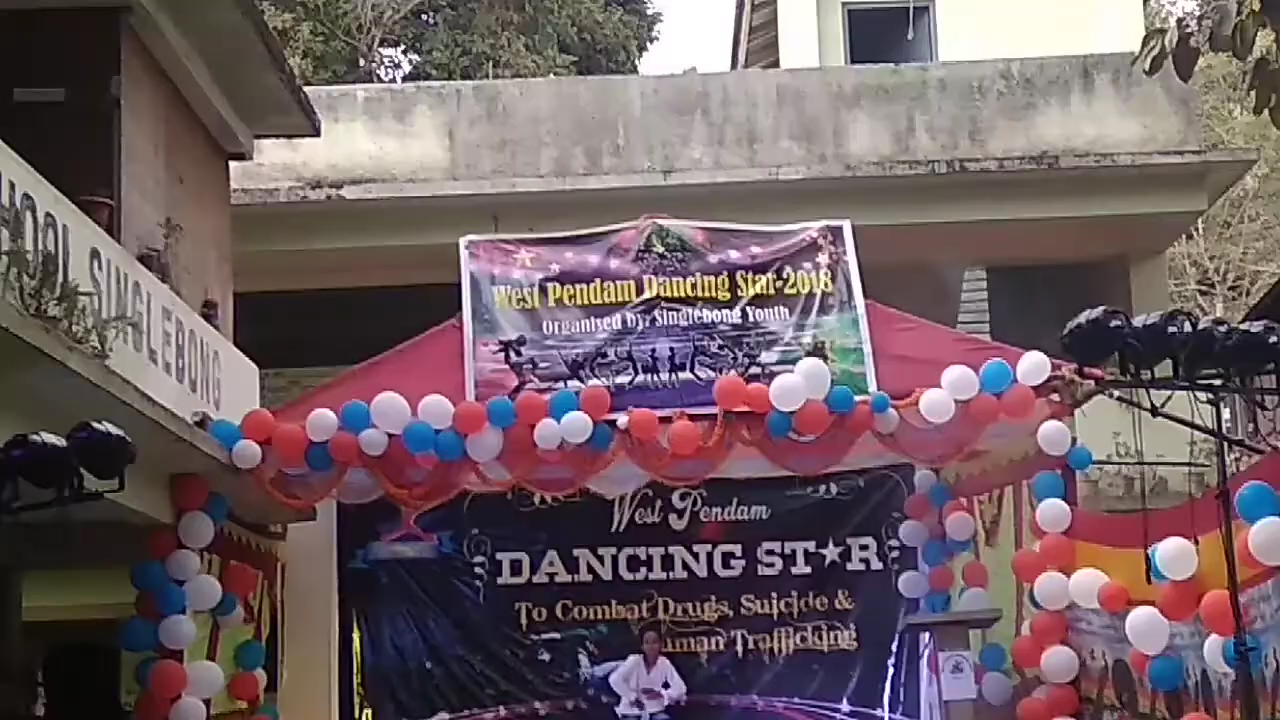 HOOL SINGLEBONG
West Pendam Dancing Star-2018
Organised by: Singlebong Youth
West Pendam
DANCING ST★R
To Combat Drugs, Suicide &
uman Trafficking